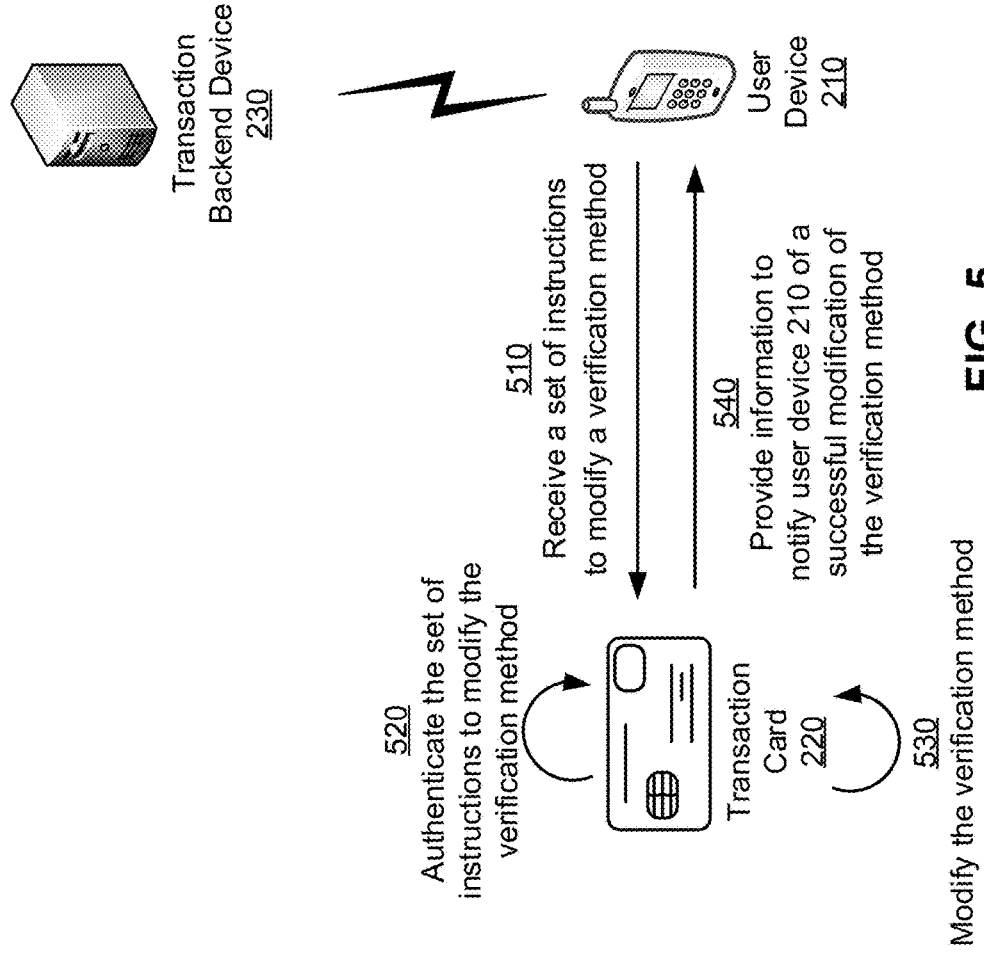 Transaction
Backend Device
230
520
Authenticate the set of
instructions to modify the
verification method
510
Receive a set of instructions
to modify a verification method
540
Provide information to
notify user device 210 of a
successful modification of
the verification method
Transaction
Card
220
User
Device
210
530
Modify the verification method
FIG. 5